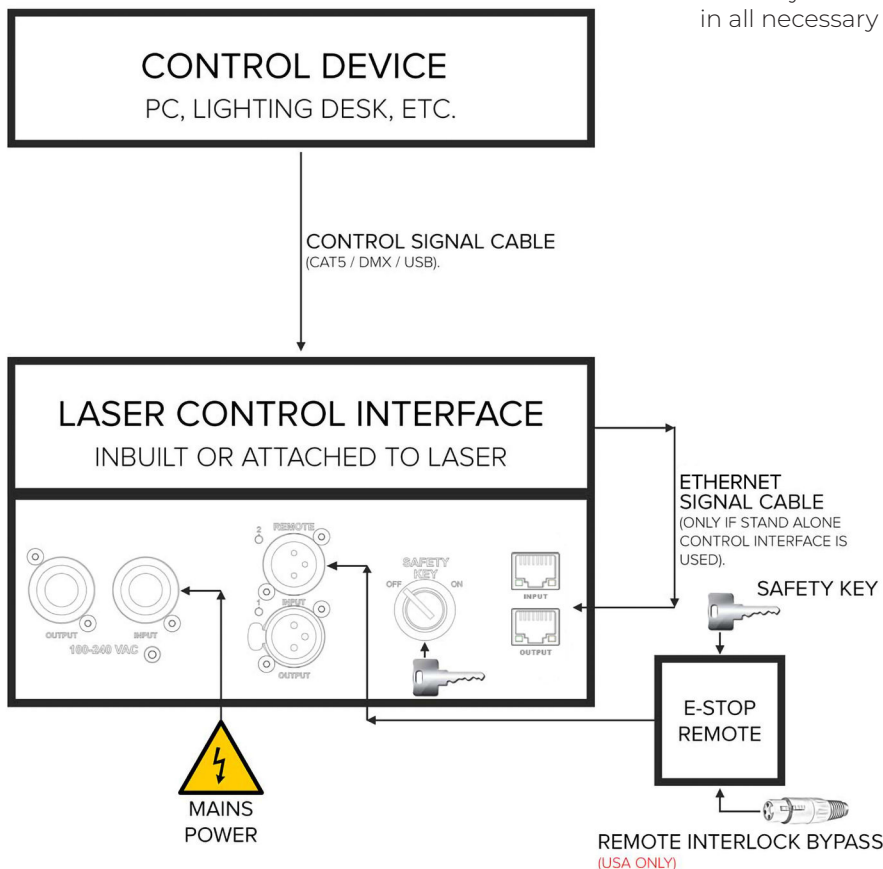 in all necessary
CONTROL DEVICE
PC, LIGHTING DESK, ETC.
CONTROL SIGNAL CABLE
(CAT5 / DMX / USB).
LASER CONTROL INTERFACE
INBUILT OR ATTACHED TO LASER
ETHERNET
SIGNAL CABLE
(ONLY IF STAND ALONE
CONTROL INTERFACE IS
USED).
2
REMOTE
INPUT
1
OUTPUT
OUTPUT
INPUT
100-240 VAC
SAFETY
KEY
OFF
ON
INPUT
OUTPUT
SAFETY KEY
E-STOP
REMOTE
MAINS
POWER
REMOTE INTERLOCK BYPASS
(USA ONLY)